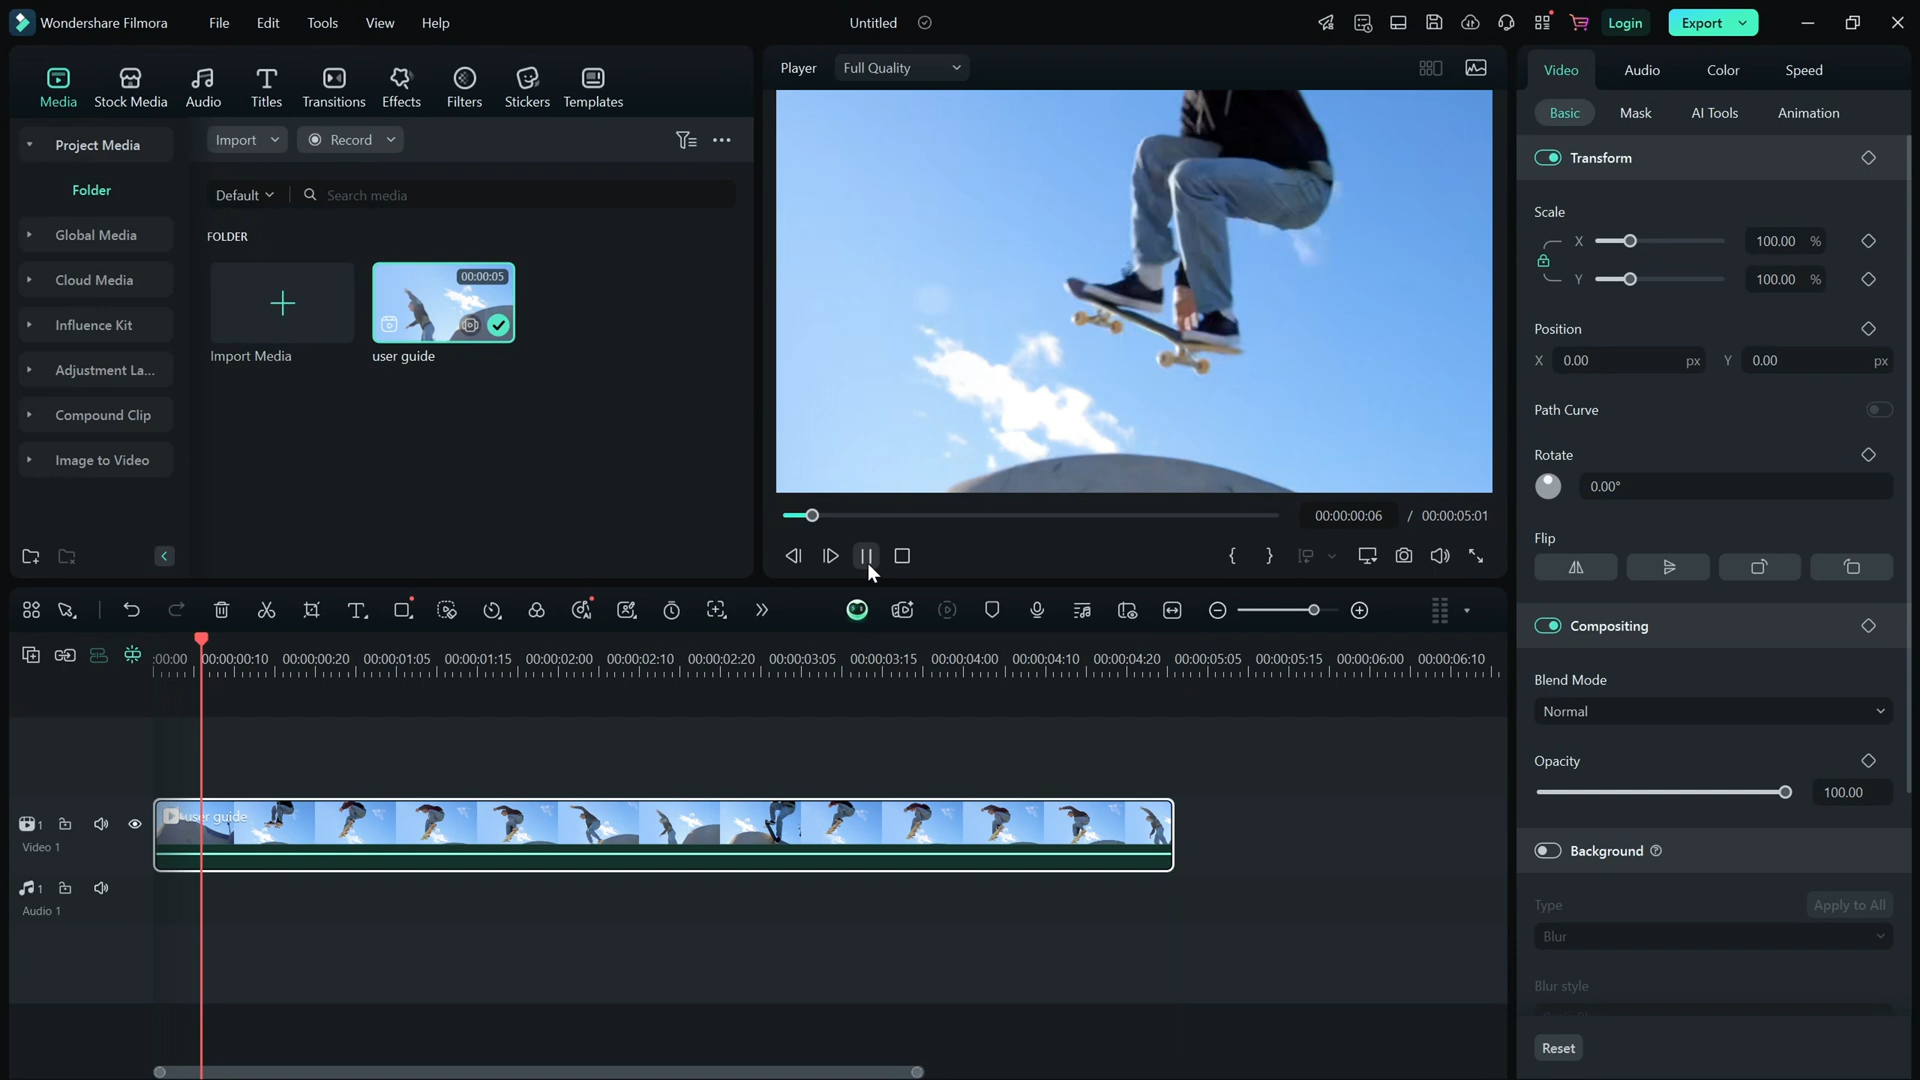 Wondershare Filmora
File
Edit
Tools
View
Help
Untitled
Login
Export
Media
Stock Media
Audio
Titles
Transitions
Effects
Filters
Stickers
Templates
Project Media
Folder
Global Media
Cloud Media
Influence Kit
Adjustment La...
Compound Clip
Image to Video
Import
Record
Default
Search media
FOLDER
Import Media
00:00:05
user guide
Player
Full Quality
00:00:00:06 / 00:00:05:01
Video
Audio
Color
Speed
Basic
Mask
AI Tools
Animation
Transform
Scale
X 100.00 %
Y 100.00 %
Position
X 0.00 px Y 0.00 px
Path Curve
Rotate
0.00°
Flip
Compositing
Blend Mode
Normal
Opacity
100.00
Background
Type
Apply to All
Blur
Blur style
Reset
:00:00 00:00:00:10 00:00:00:20 00:00:01:05 00:00:01:15 00:00:02:00 00:00:02:10 00:00:02:20 00:00:03:05 00:00:03:15 00:00:04:00 00:00:04:10 00:00:04:20 00:00:05:05 00:00:05:15 00:00:06:00 00:00:06:10
user guide
1
Video 1
1
Audio 1